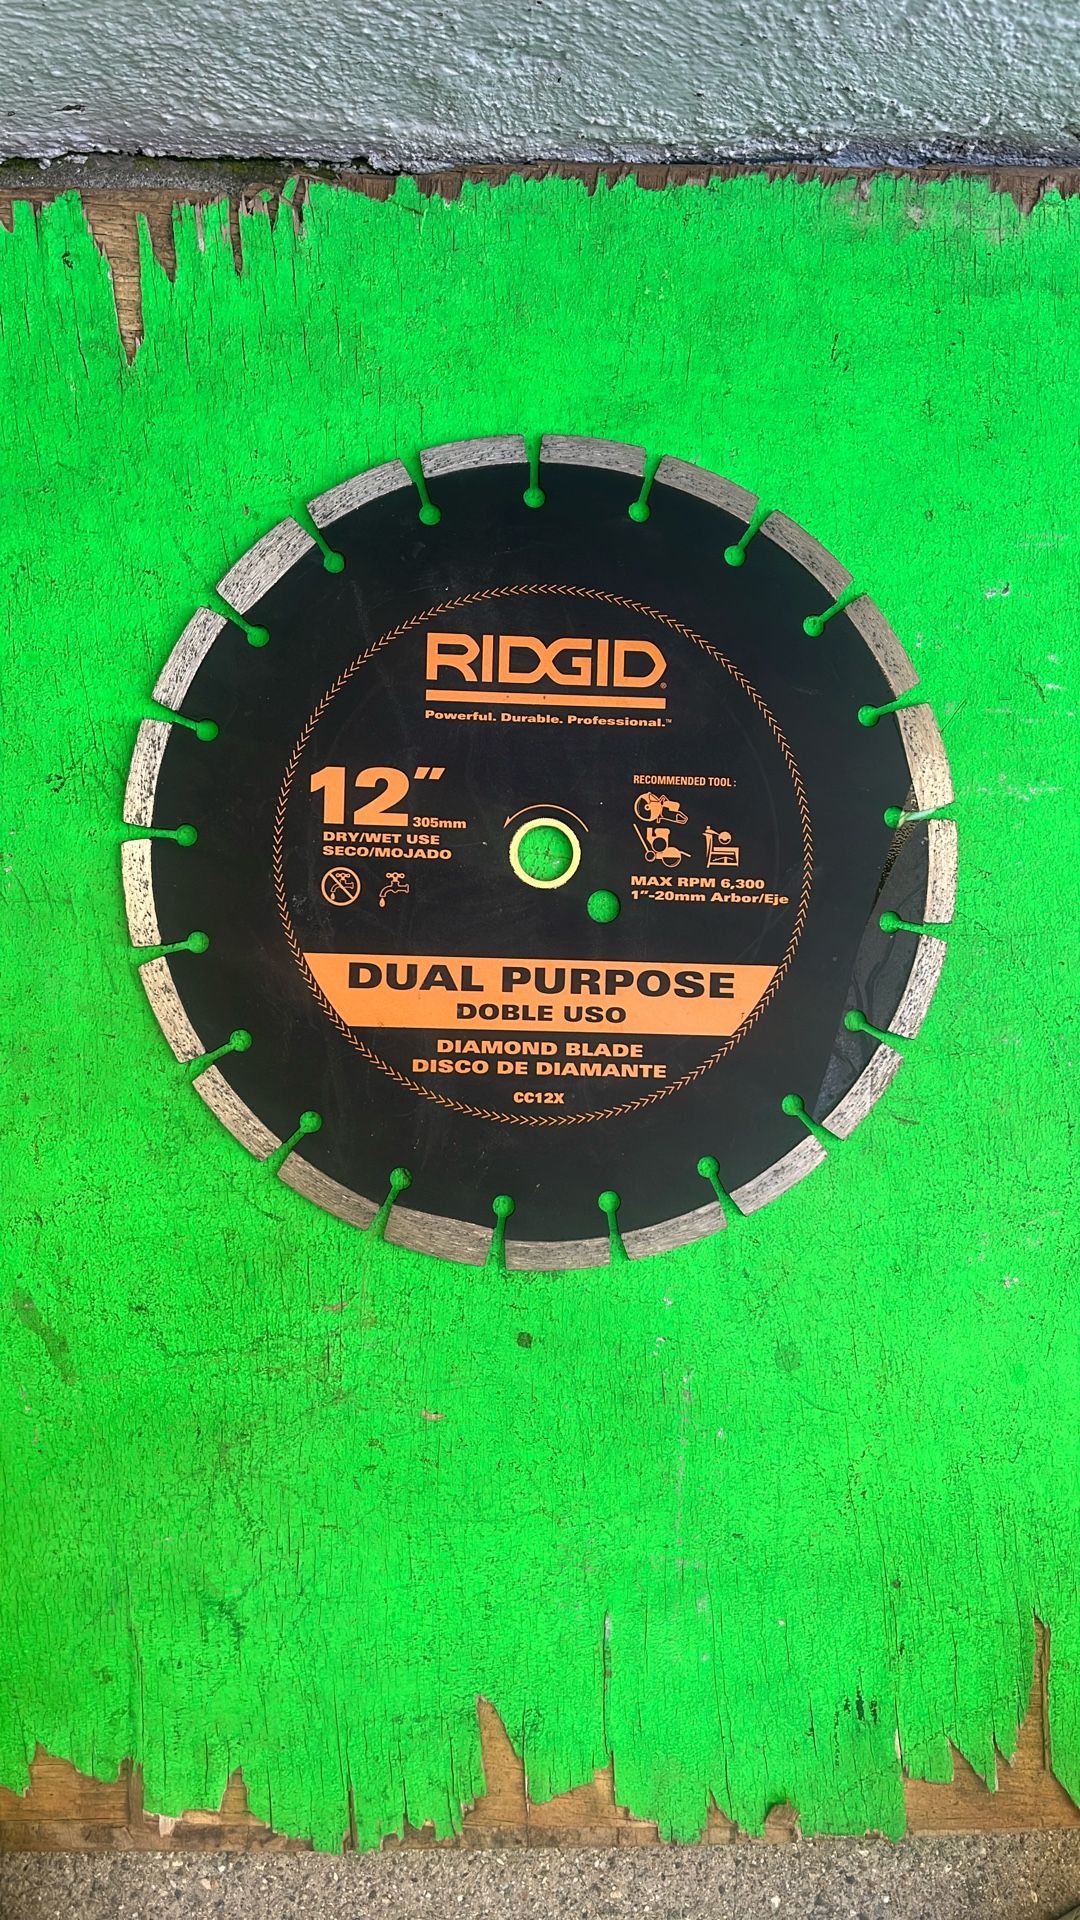 RIDGID®
Powerful. Durable. Professional.™
12"
305mm
DRY/WET USE
SECO/MOJADO
RECOMMENDED TOOL:
MAX RPM 6,300
1"-20mm Arbor/Eje
DUAL PURPOSE
DOBLE USO
DIAMOND BLADE
DISCO DE DIAMANTE
CC12X